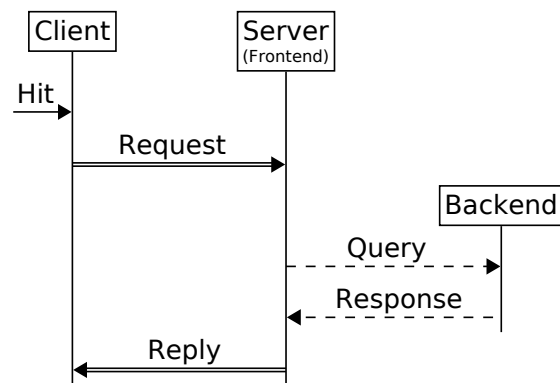 Client
Server
(Frontend)
Hit
Request
Backend
Query
Response
Reply